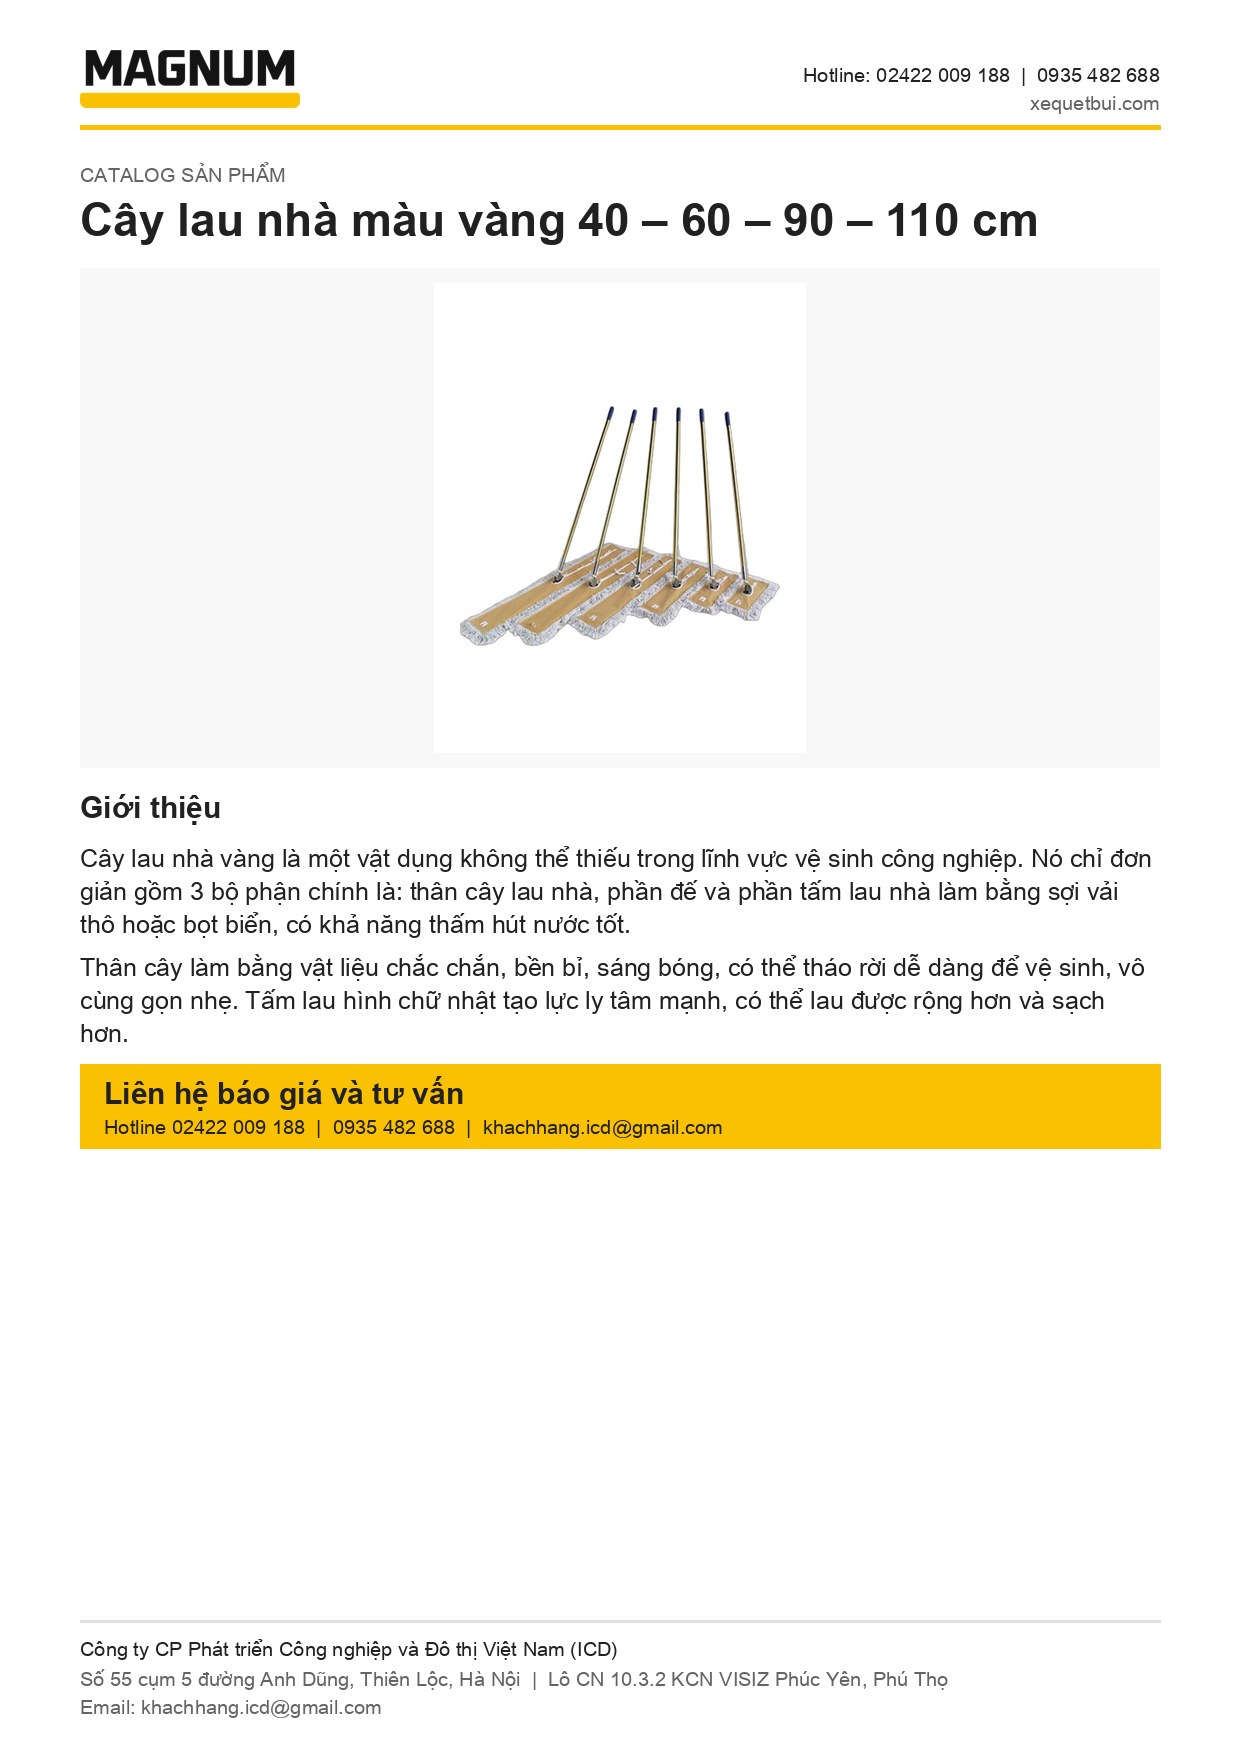 MAGNUM
Hotline: 02422 009 188 | 0935 482 688
xequetbui.com
CATALOG SẢN PHẨM
Cây lau nhà màu vàng 40 – 60 – 90 – 110 cm
Giới thiệu
Cây lau nhà vàng là một vật dụng không thể thiếu trong lĩnh vực vệ sinh công nghiệp. Nó chỉ đơn
giản gồm 3 bộ phận chính là: thân cây lau nhà, phần đế và phần tấm lau nhà làm bằng sợi vải
thô hoặc bọt biển, có khả năng thấm hút nước tốt.
Thân cây làm bằng vật liệu chắc chắn, bền bỉ, sáng bóng, có thể tháo rời dễ dàng để vệ sinh, vô
cùng gọn nhẹ. Tấm lau hình chữ nhật tạo lực ly tâm mạnh, có thể lau được rộng hơn và sạch
hơn.
Liên hệ báo giá và tư vấn
Hotline 02422 009 188 | 0935 482 688 | khachhang.icd@gmail.com
Công ty CP Phát triển Công nghiệp và Đô thị Việt Nam (ICD)
Số 55 cụm 5 đường Anh Dũng, Thiên Lộc, Hà Nội | Lô CN 10.3.2 KCN VISIZ Phúc Yên, Phú Thọ
Email: khachhang.icd@gmail.com